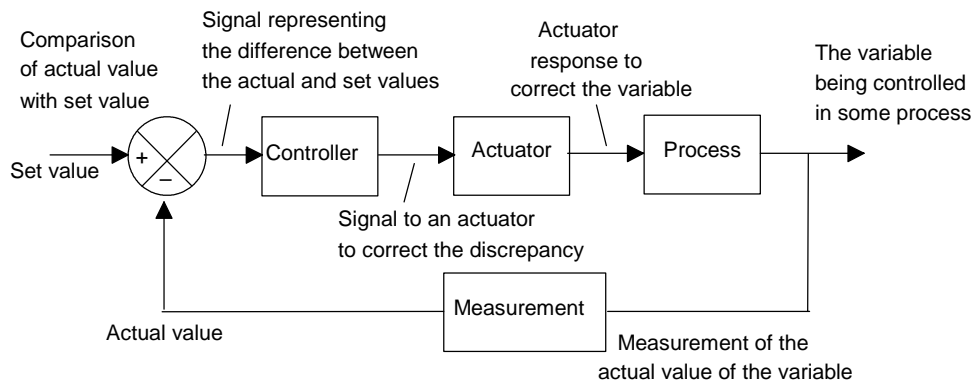 Comparison
of actual value
with set value
Signal representing
the difference between
the actual and set values
Actuator
response to
correct the variable
The variable
being controlled
in some process
Set value
+
−
Controller
Actuator
Process
Signal to an actuator
to correct the discrepancy
Measurement
Actual value
Measurement of the
actual value of the variable